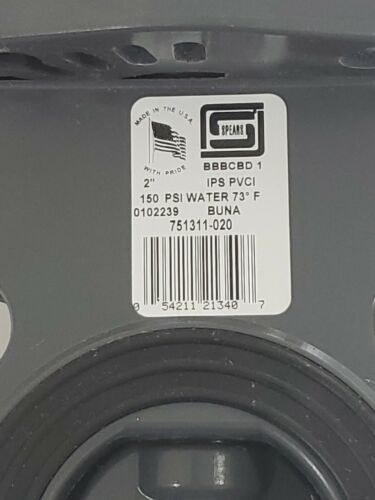 MADE IN THE U.S.A.
WITH PRIDE
SPEARS
BBBCBD 1
2" IPS PVCI
150 PSI WATER 73° F
0102239 BUNA
751311-020
0 54211 21340 7